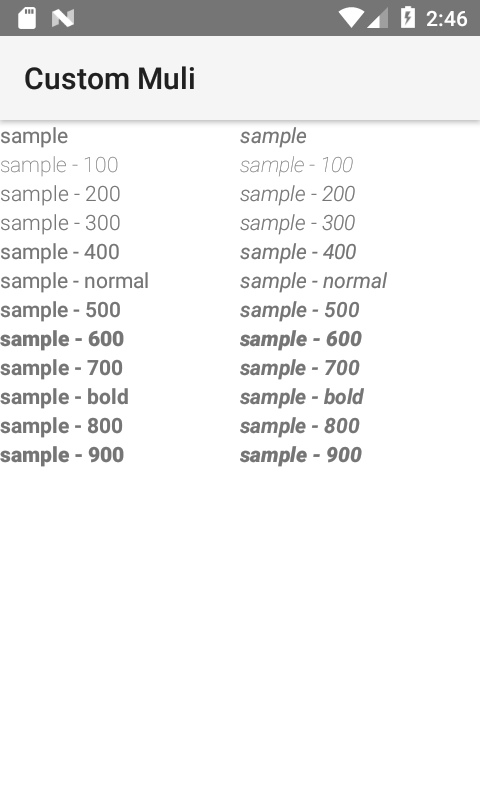 2:46
Custom Muli
sample sample
sample - 100 sample - 100
sample - 200 sample - 200
sample - 300 sample - 300
sample - 400 sample - 400
sample - normal sample - normal
sample - 500 sample - 500
sample - 600 sample - 600
sample - 700 sample - 700
sample - bold sample - bold
sample - 800 sample - 800
sample - 900 sample - 900